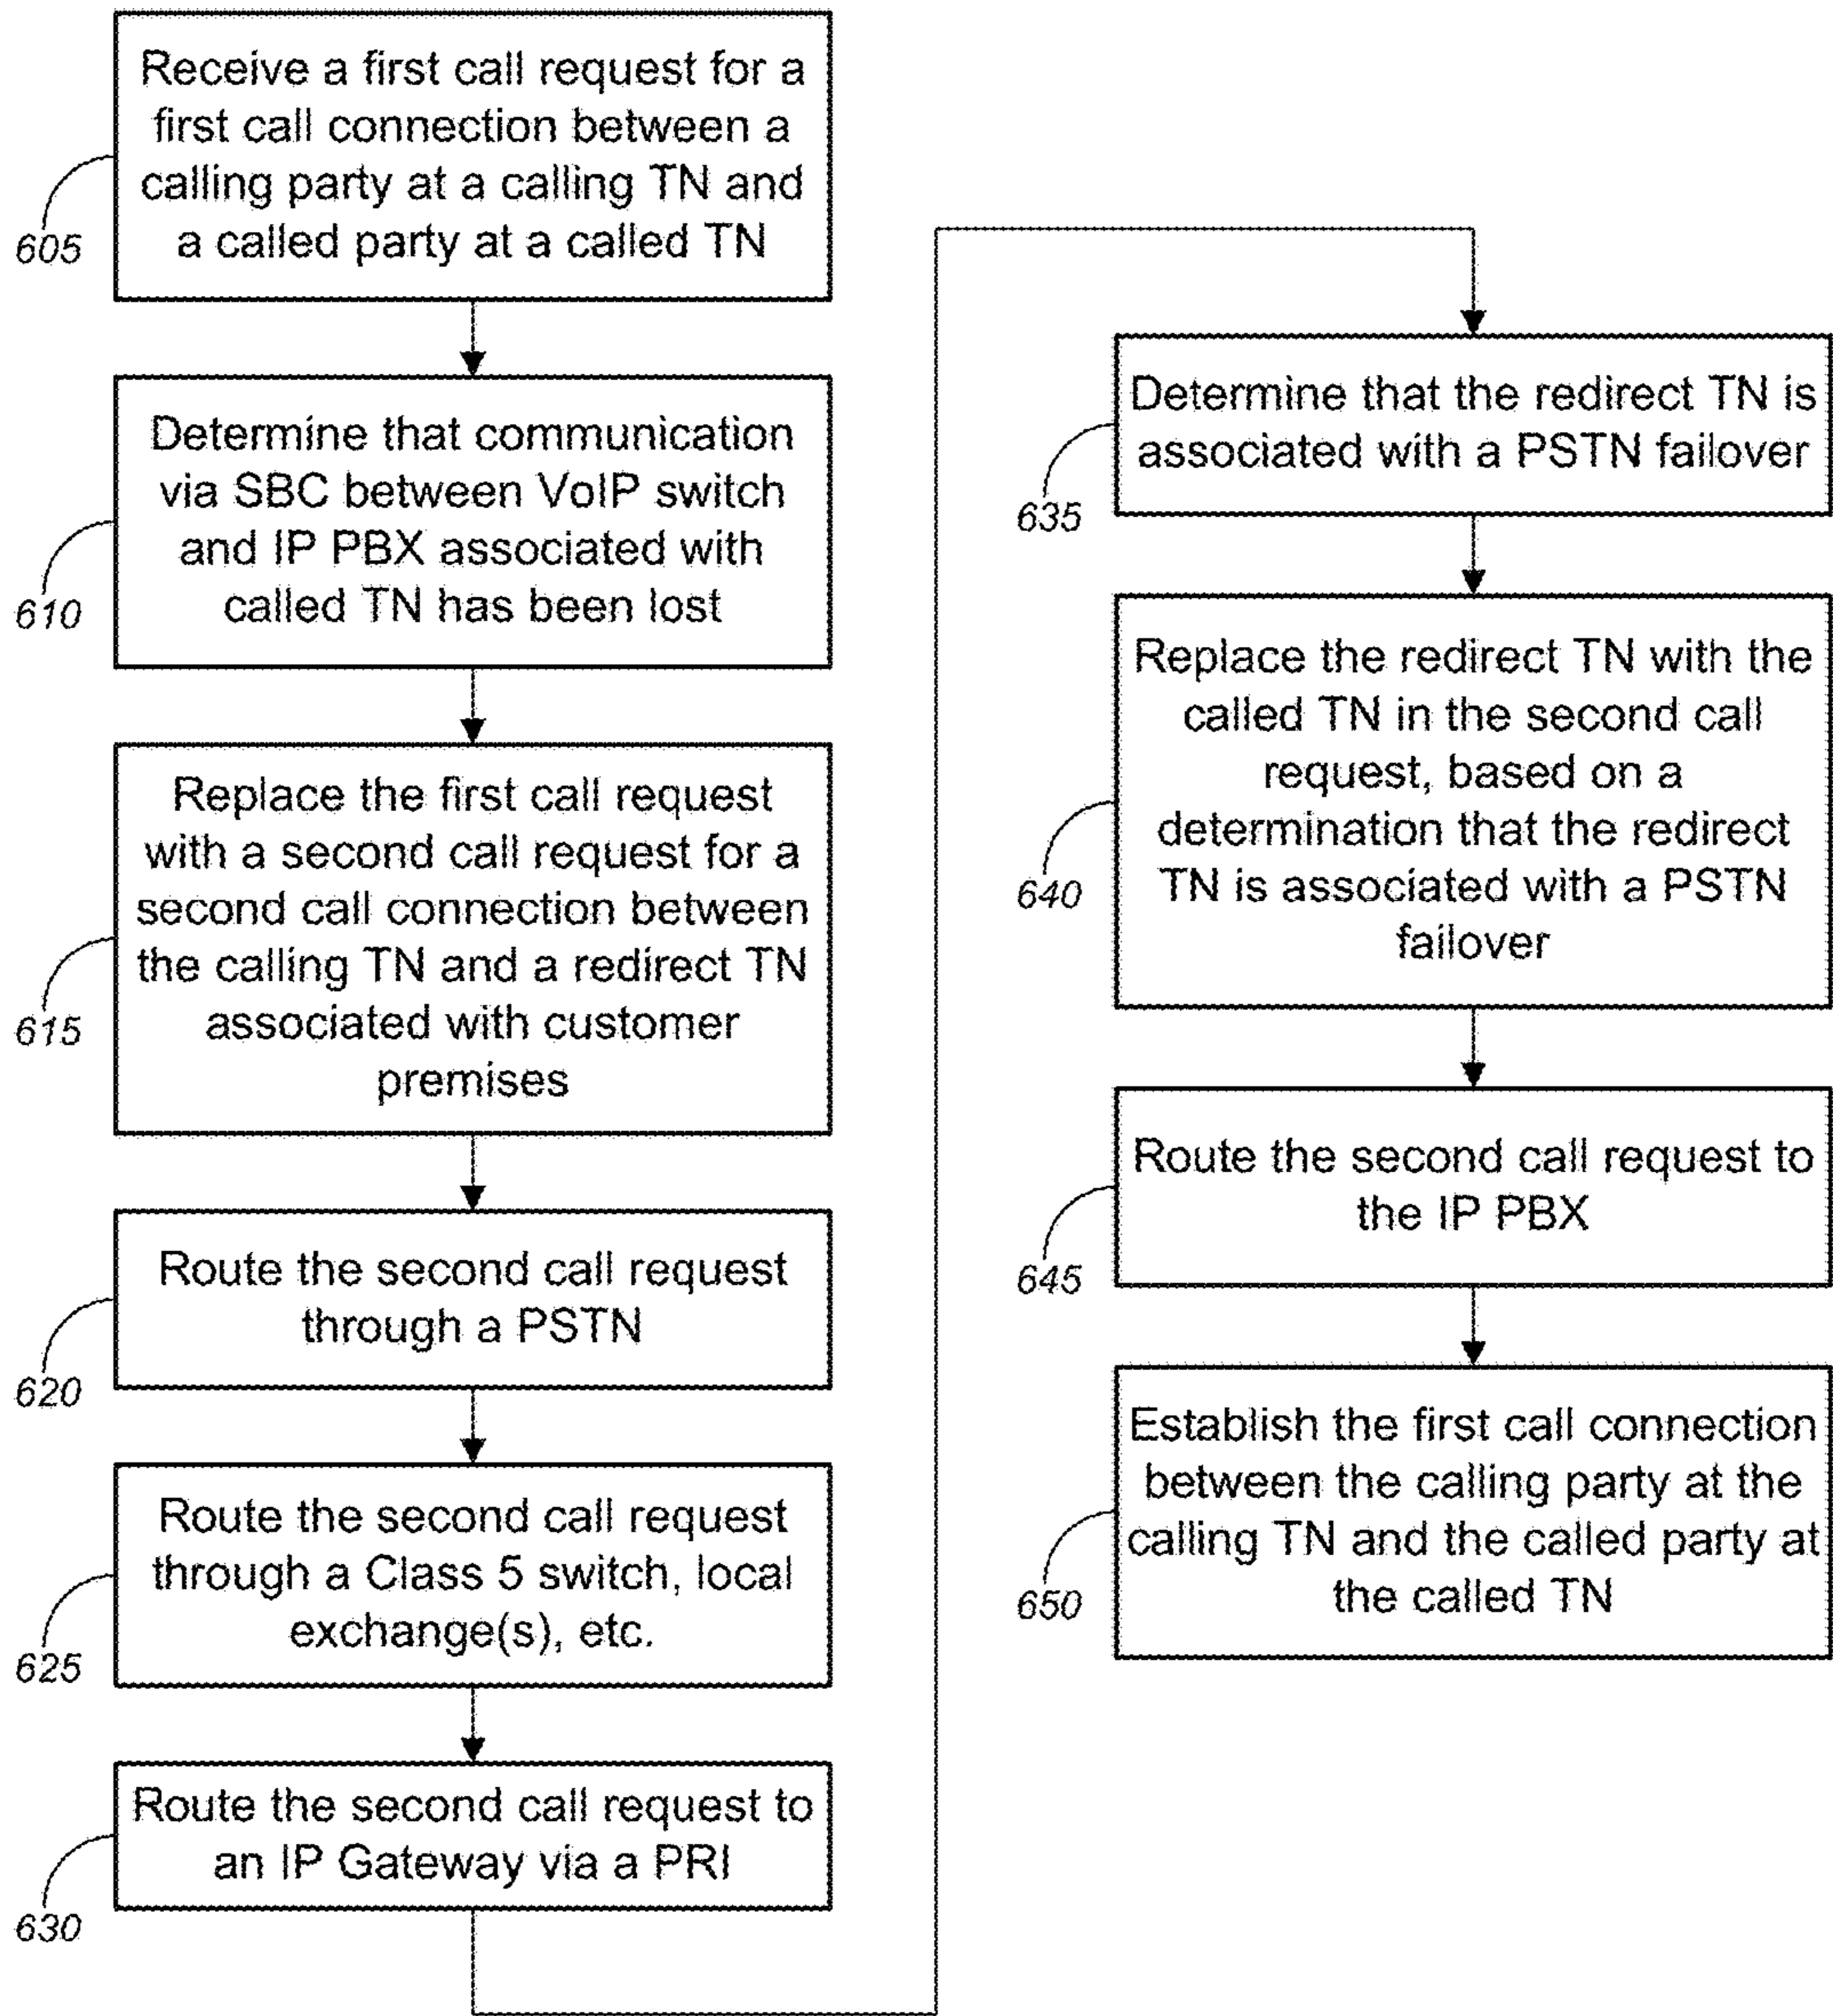 Receive a first call request for a
first call connection between a
calling party at a calling TN and
a called party at a called TN
605
Determine that communication
via SBC between VoIP switch
and IP PBX associated with
called TN has been lost
610
Replace the first call request
with a second call request for a
second call connection between
the calling TN and a redirect TN
associated with customer
premises
615
Route the second call request
through a PSTN
620
Route the second call request
through a Class 5 switch, local
exchange(s), etc.
625
Route the second call request to
an IP Gateway via a PRI
630
Determine that the redirect TN is
associated with a PSTN failover
635
Replace the redirect TN with the
called TN in the second call
request, based on a
determination that the redirect
TN is associated with a PSTN
failover
640
Route the second call request to
the IP PBX
645
Establish the first call connection
between the calling party at the
calling TN and the called party at
the called TN
650